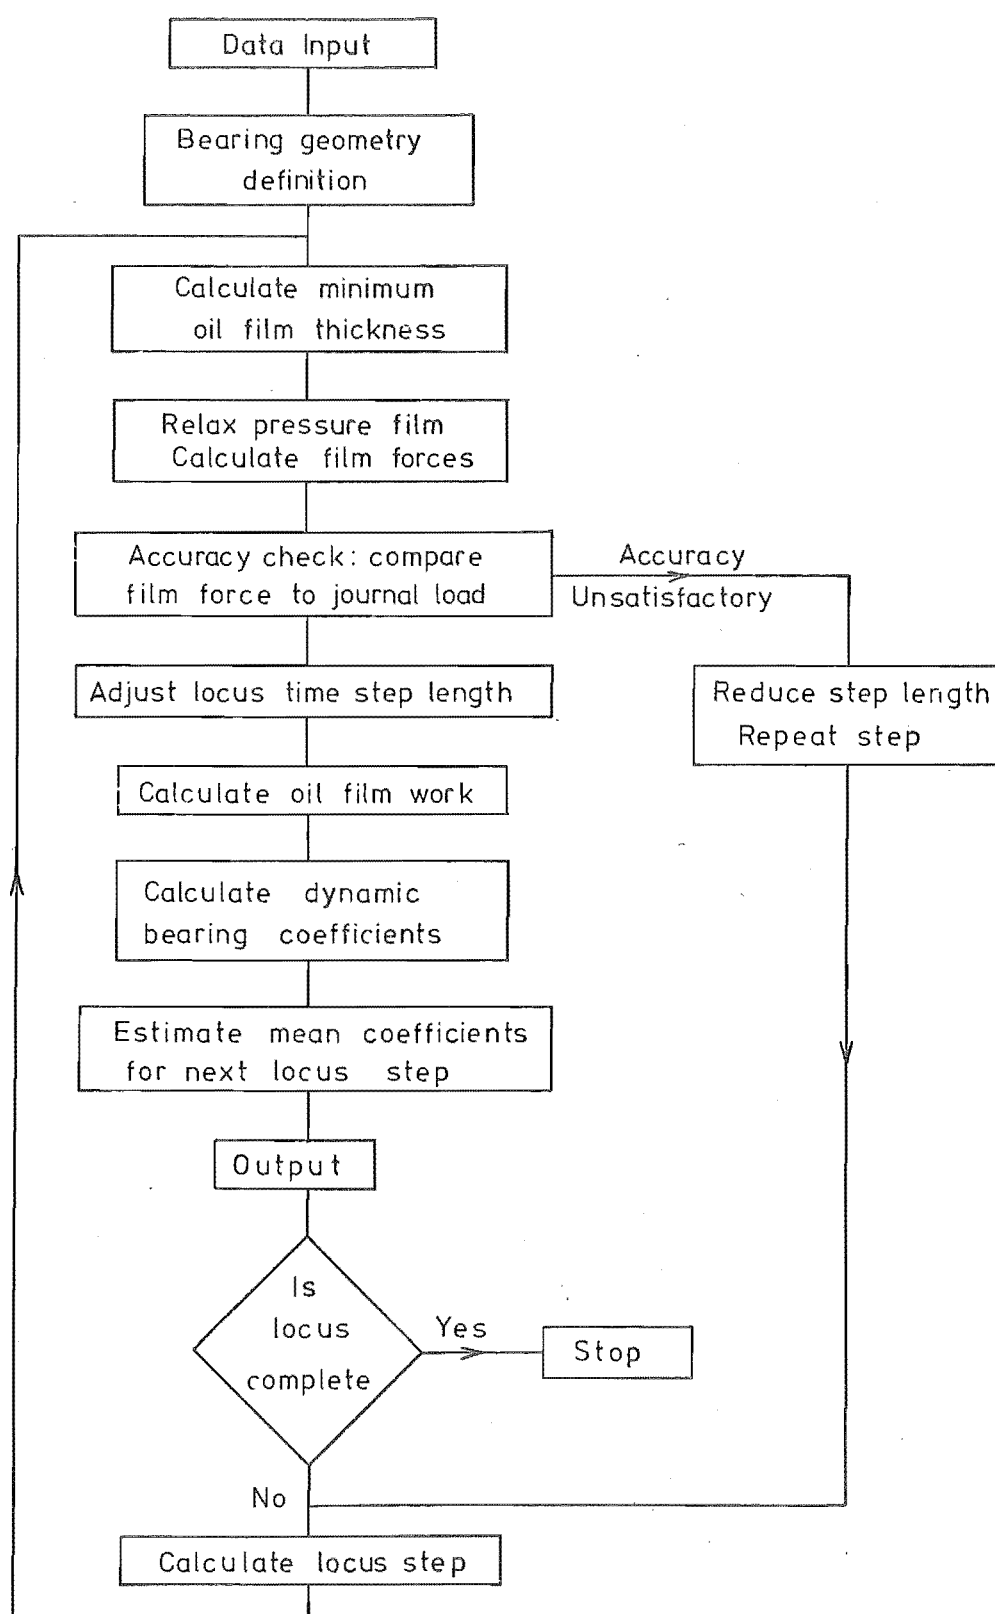 Data Input
Bearing geometry
definition
Calculate minimum
oil film thickness
Relax pressure film
Calculate film forces
Accuracy check: compare
film force to journal load
Accuracy
Unsatisfactory
Adjust locus time step length
Reduce step length
Repeat step
Calculate oil film work
Calculate dynamic
bearing coefficients
Estimate mean coefficients
for next locus step
Output
Is
locus
complete
Yes
Stop
No
Calculate locus step